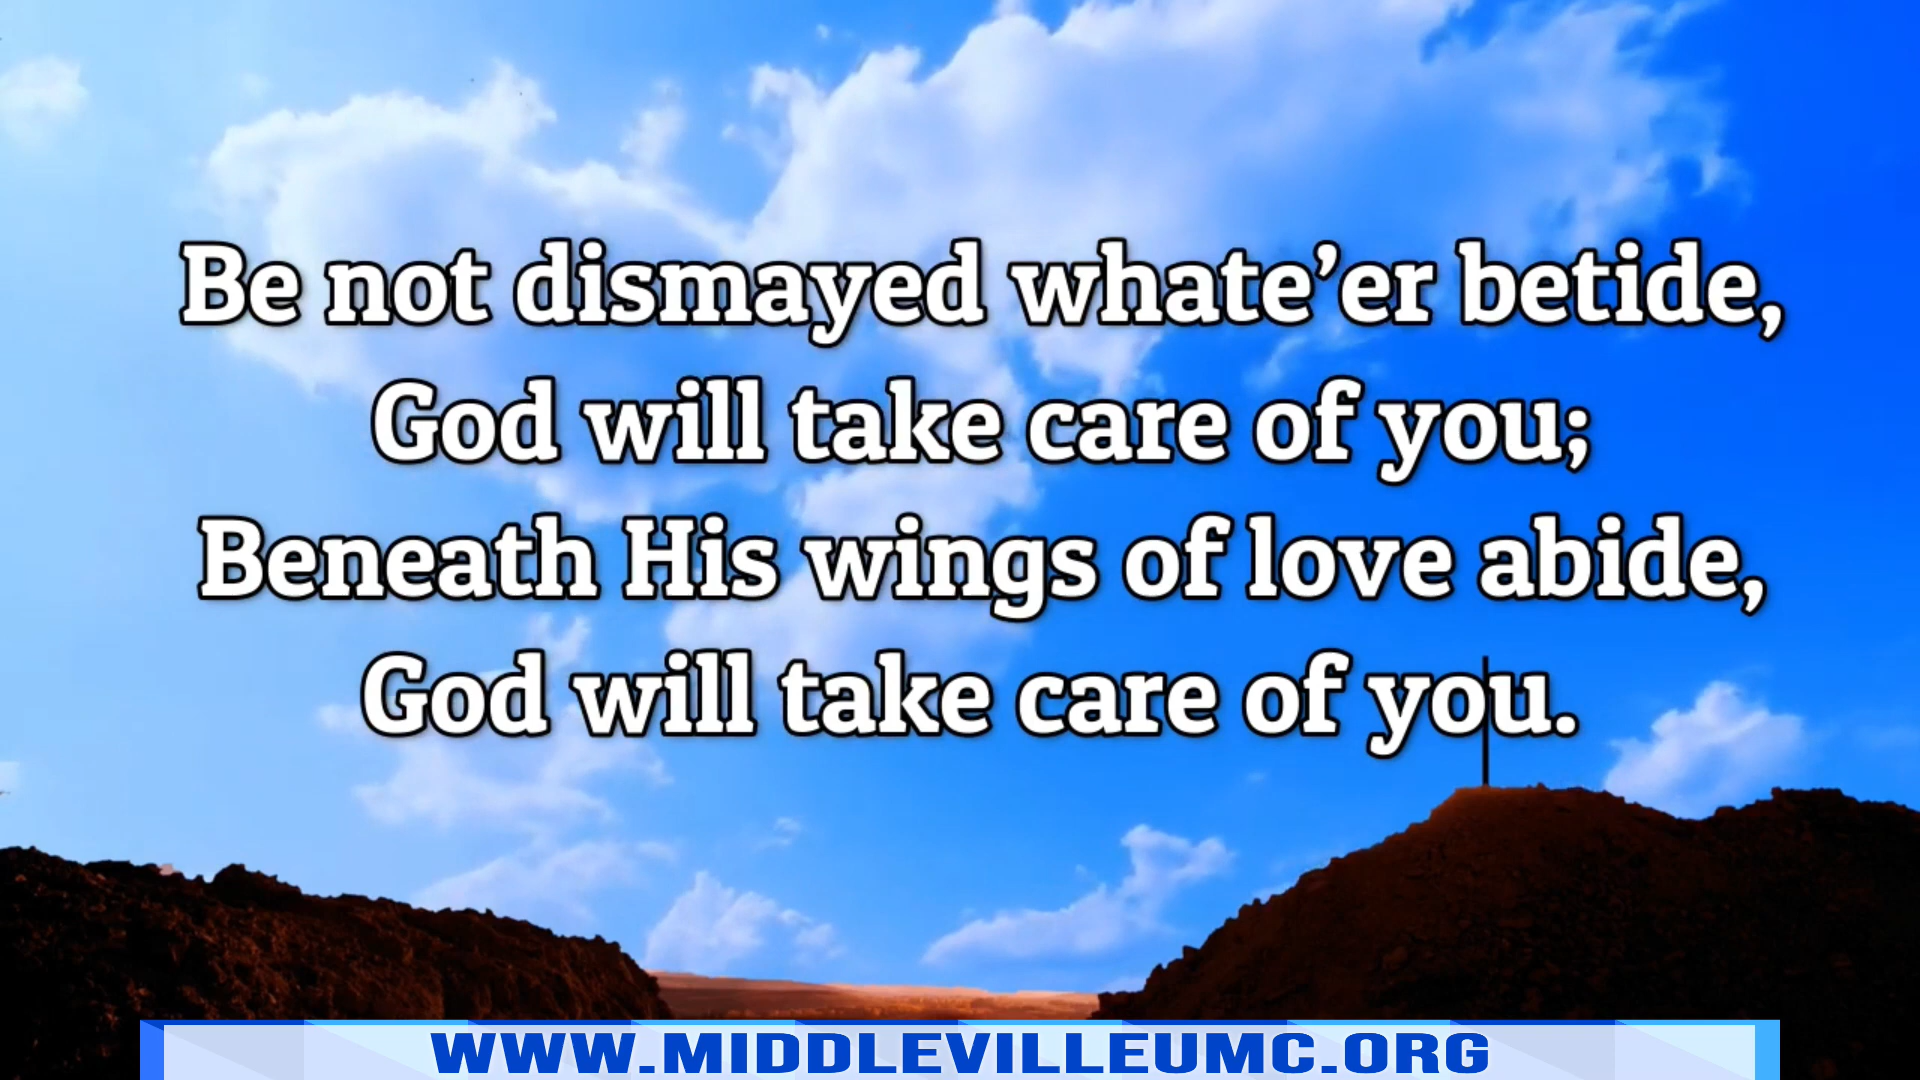 Be not dismayed whate’er betide,
God will take care of you;
Beneath His wings of love abide,
God will take care of you.
WWW.MIDDLEVILLEUMC.ORG